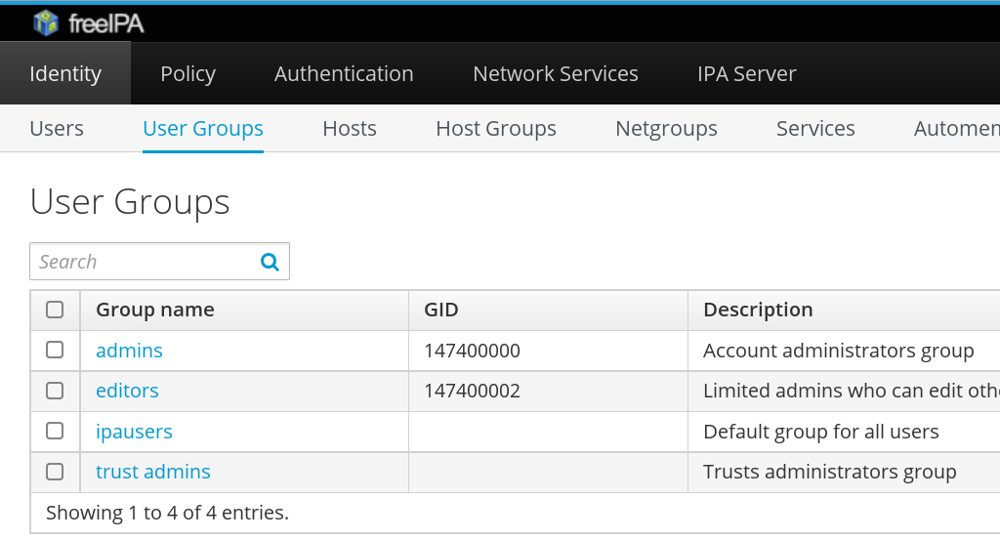 freeIPA
Identity Policy Authentication Network Services IPA Server
Users User Groups Hosts Host Groups Netgroups Services
User Groups
Search
Group name GID Description
admins 147400000 Account administrators group
editors 147400002 Limited admins who can edit
ipausers Default group for all users
trust admins Trusts administrators group
Showing 1 to 4 of 4 entries.